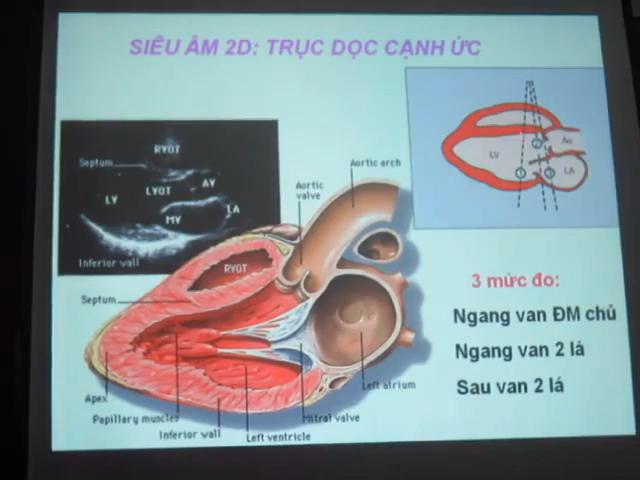 SIÊU ÂM 2D: TRỤC DỌC CẠNH ỨC
RVOT
Septum
LV
LVOT
AV
MV
LA
Inferior wall
LV
Ao
LA
Aortic arch
Aortic
valve
RVOT
Septum
Apex
Papillary muscles
Inferior wall
Left ventricle
Mitral valve
Left atrium
3 mức đo:
Ngang van ĐM chủ
Ngang van 2 lá
Sau van 2 lá